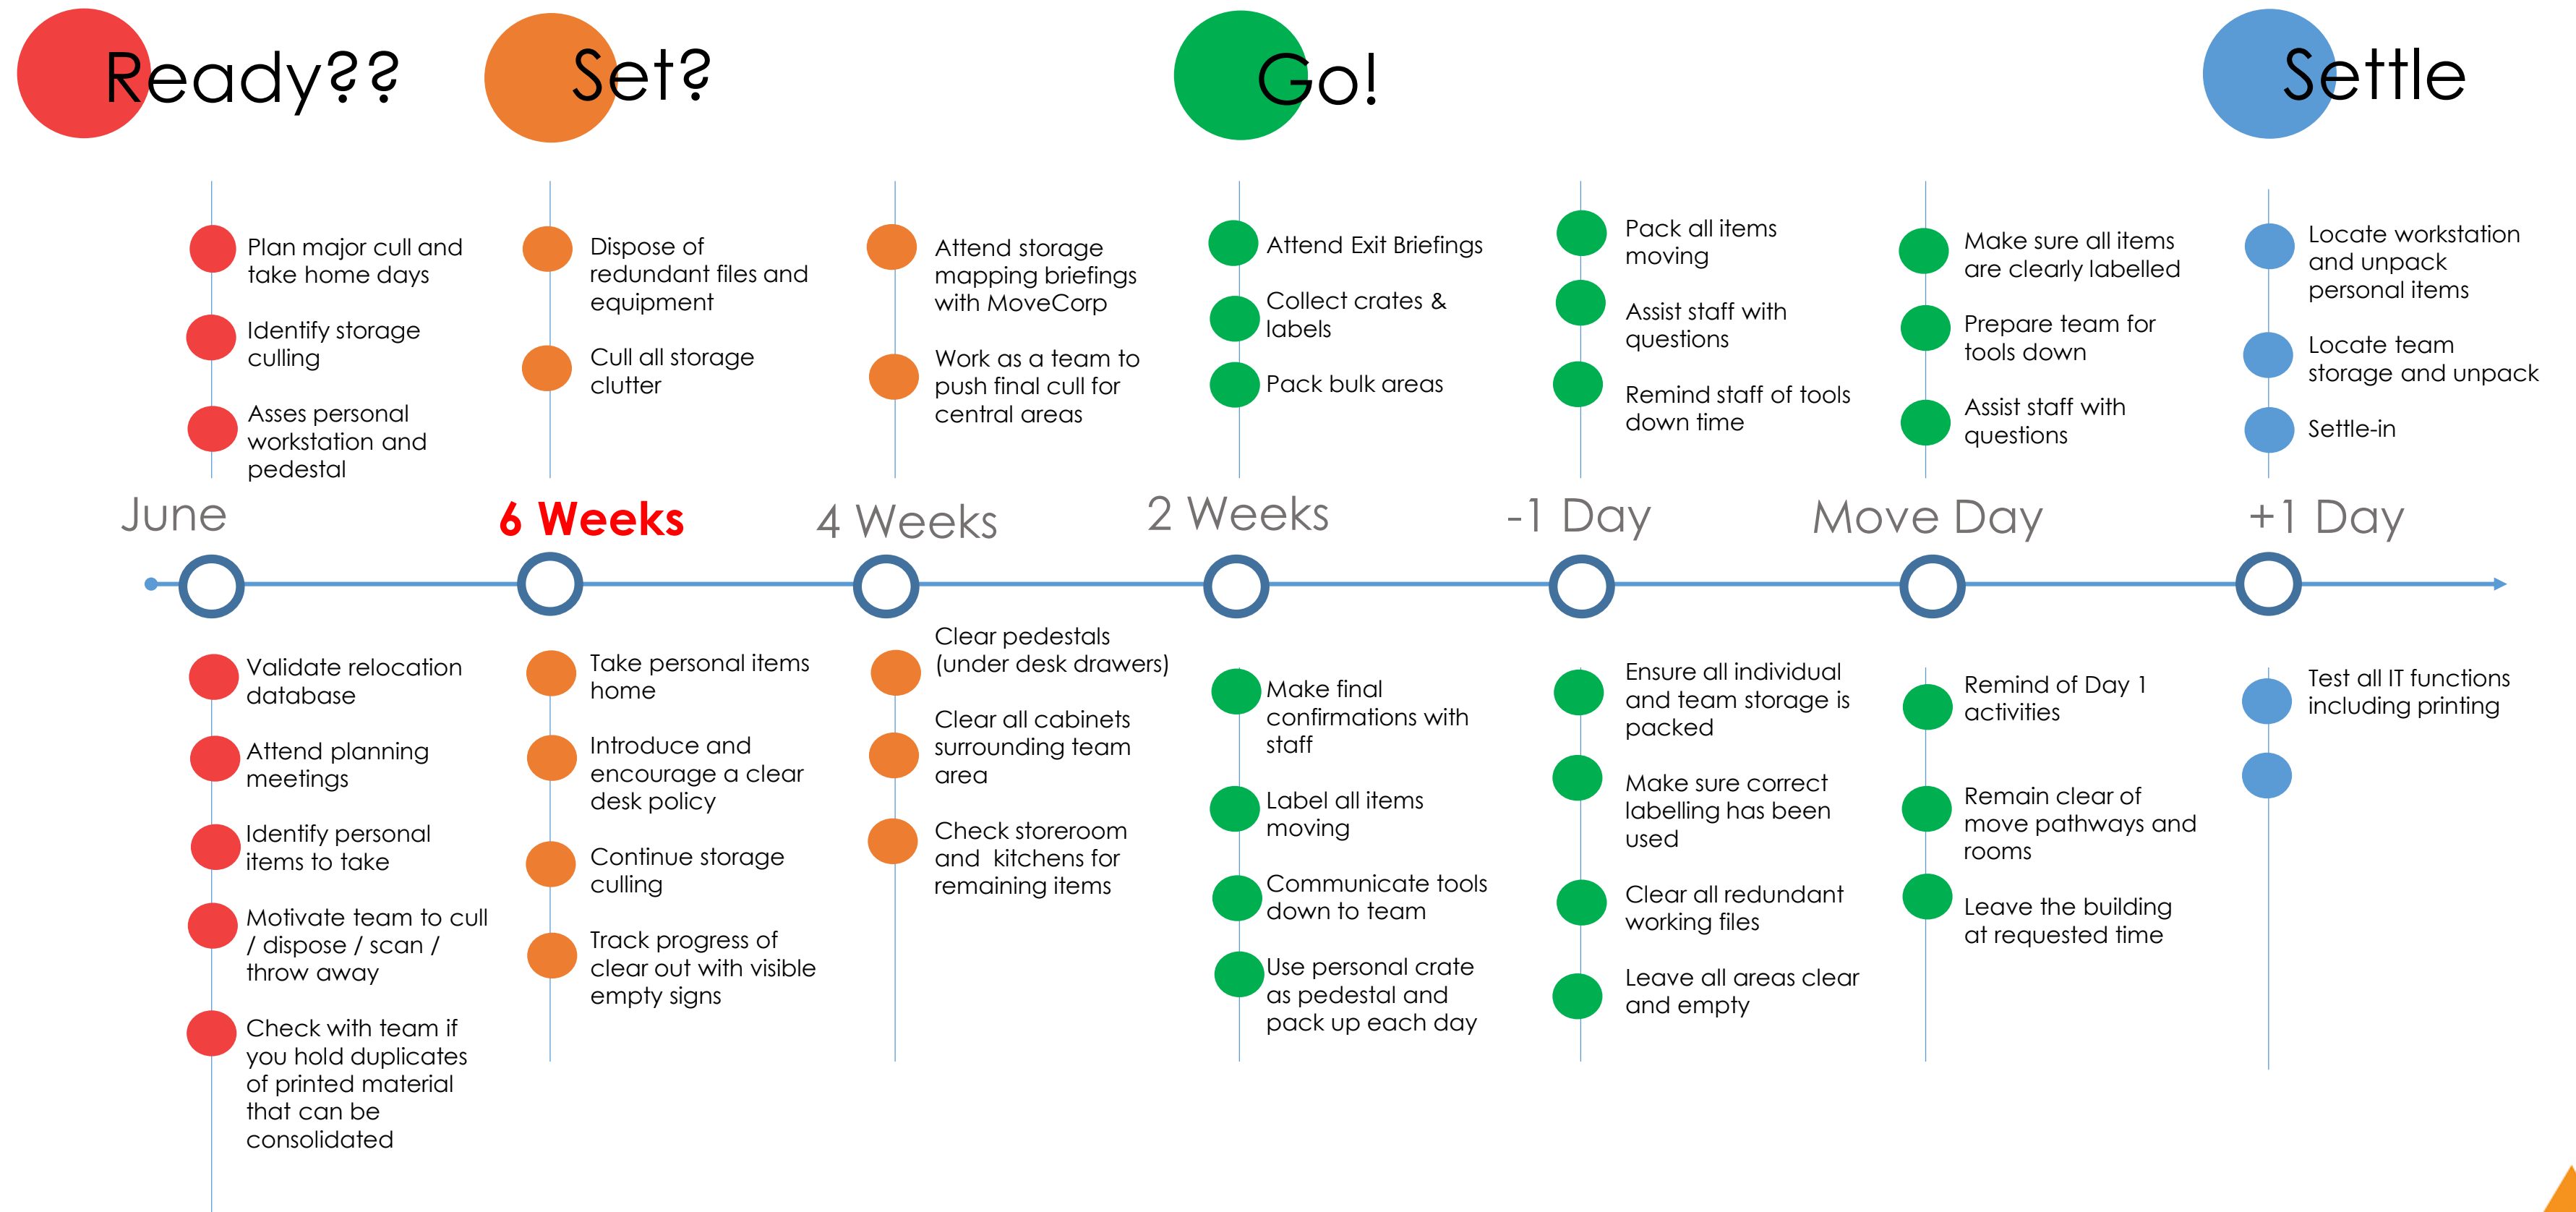 Ready??
Set?
Go!
Settle
Plan major cull and
take home days
Identify storage
culling
Asses personal
workstation and
pedestal
Dispose of
redundant files and
equipment
Cull all storage
clutter
Attend storage
mapping briefings
with MoveCorp
Work as a team to
push final cull for
central areas
Attend Exit Briefings
Collect crates &
labels
Pack bulk areas
Pack all items
moving
Assist staff with
questions
Remind staff of tools
down time
Make sure all items
are clearly labelled
Prepare team for
tools down
Assist staff with
questions
Locate workstation
and unpack
personal items
Locate team
storage and unpack
Settle-in
June
6 Weeks
4 Weeks
2 Weeks
-1 Day
Move Day
+1 Day
Validate relocation
database
Attend planning
meetings
Identify personal
items to take
Motivate team to cull
/ dispose / scan /
throw away
Check with team if
you hold duplicates
of printed material
that can be
consolidated
Take personal items
home
Introduce and
encourage a clear
desk policy
Continue storage
culling
Track progress of
clear out with visible
empty signs
Clear pedestals
(under desk drawers)
Clear all cabinets
surrounding team
area
Check storeroom
and  kitchens for
remaining items
Make final
confirmations with
staff
Label all items
moving
Communicate tools
down to team
Use personal crate
as pedestal and
pack up each day
Ensure all individual
and team storage is
packed
Make sure correct
labelling has been
used
Clear all redundant
working files
Leave all areas clear
and empty
Remind of Day 1
activities
Remain clear of
move pathways and
rooms
Leave the building
at requested time
Test all IT functions
including printing